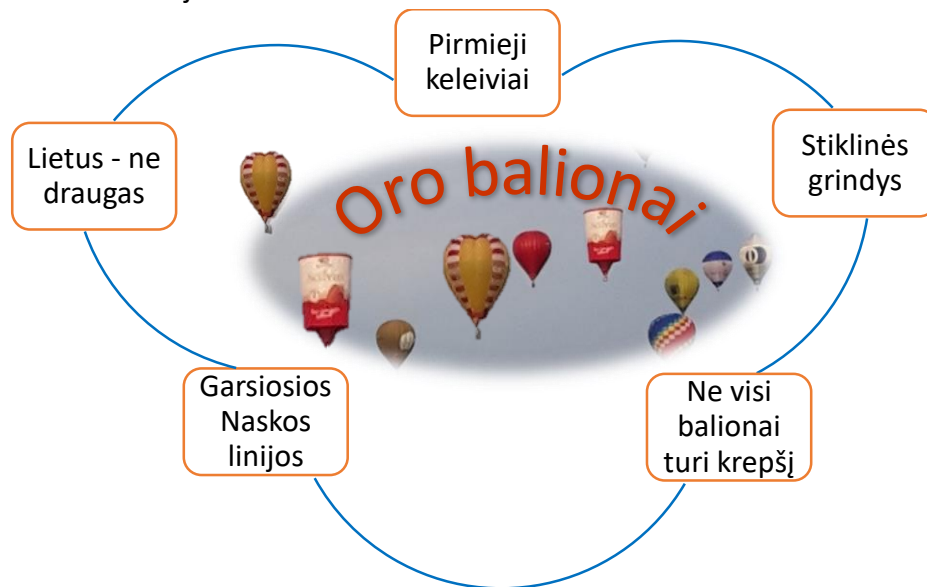 Pirmieji
keleiviai
Lietus - ne
draugas
Stiklinės
grindys
Oro balionai
Garsiosios
Naskos
linijos
Ne visi
balionai
turi krepšį